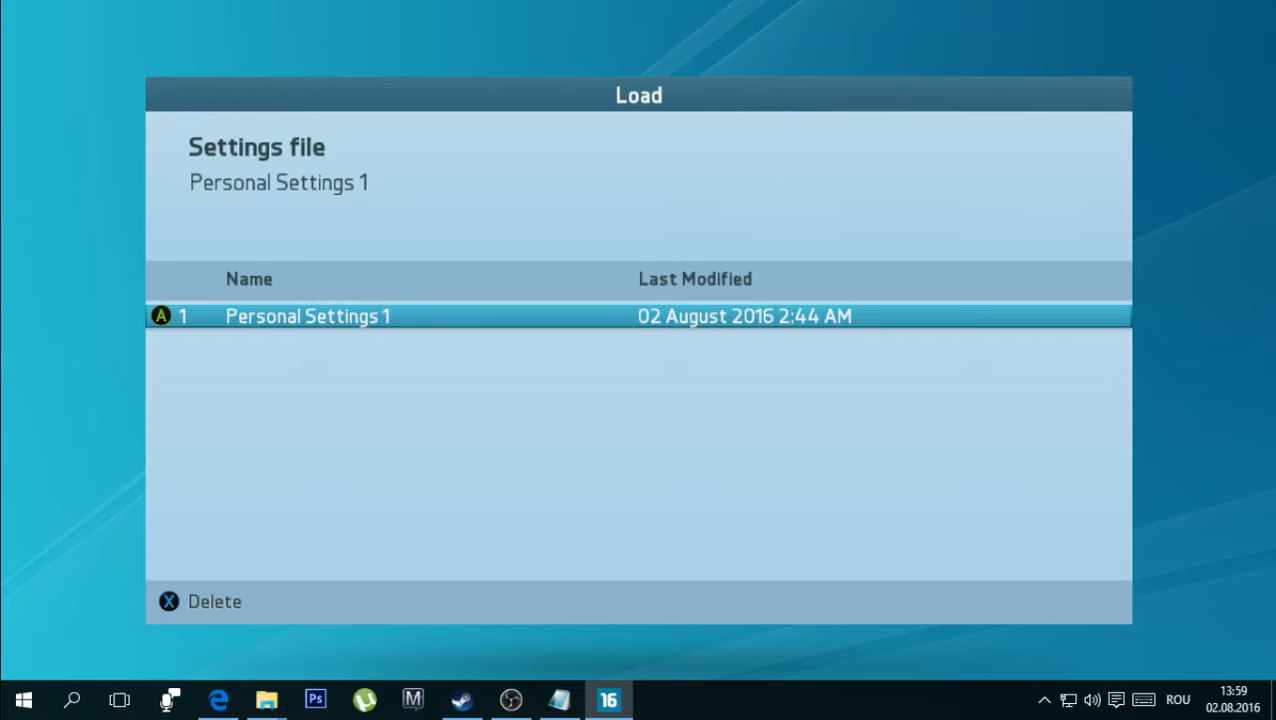 Load
Settings file
Personal Settings 1
Name Last Modified
A 1 Personal Settings 1 02 August 2016 2:44 AM
X Delete
Ps M 16 ROU 13:59
02.08.2016